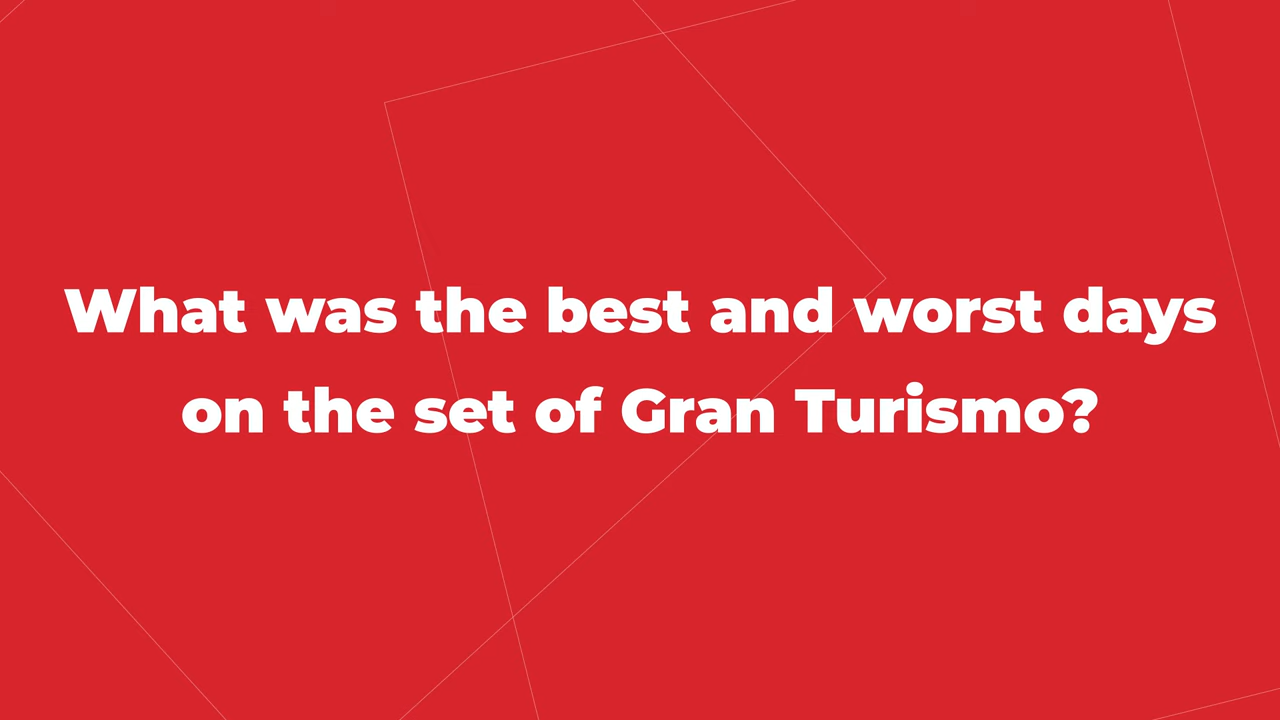 What was the best and worst days
on the set of Gran Turismo?